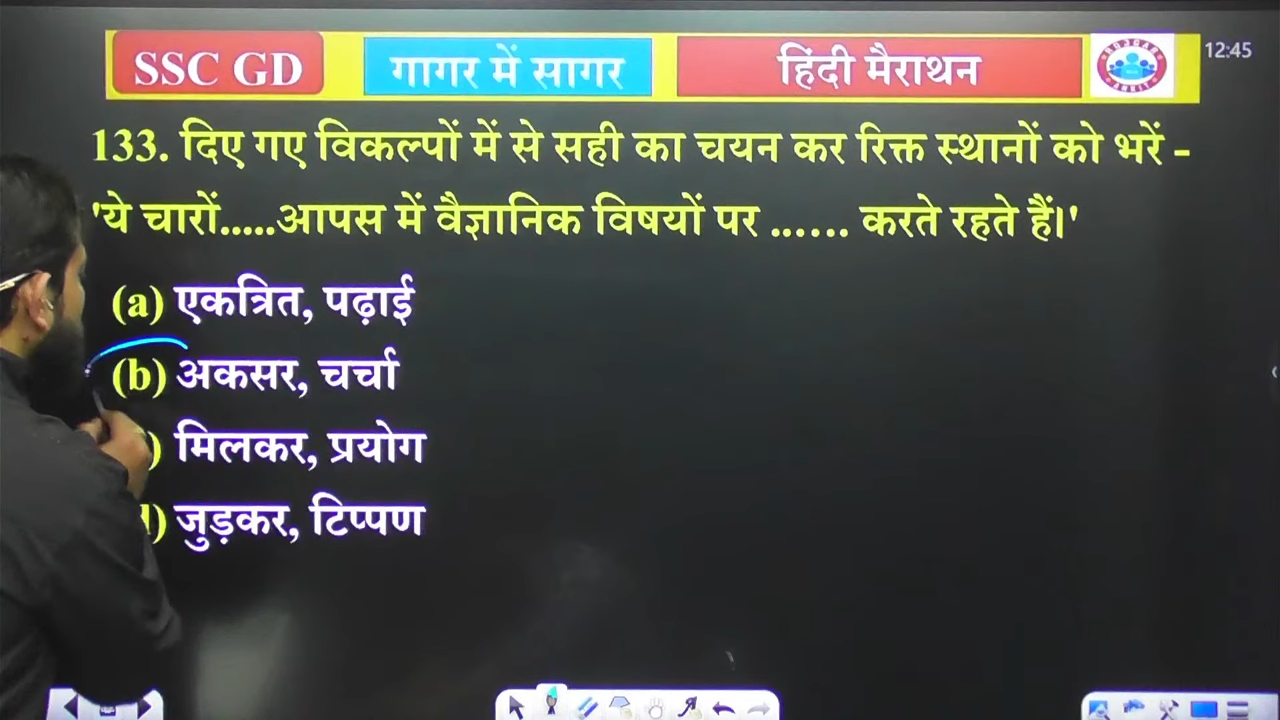 SSC GD
गागर में सागर
हिंदी मैराथन
12:45
133. दिए गए विकल्पों में से सही का चयन कर रिक्त स्थानों को भरें -
'ये चारों.....आपस में वैज्ञानिक विषयों पर ...... करते रहते हैं।'
(a) एकत्रित, पढ़ाई
(b) अकसर, चर्चा
) मिलकर, प्रयोग
) जुड़कर, टिप्पण